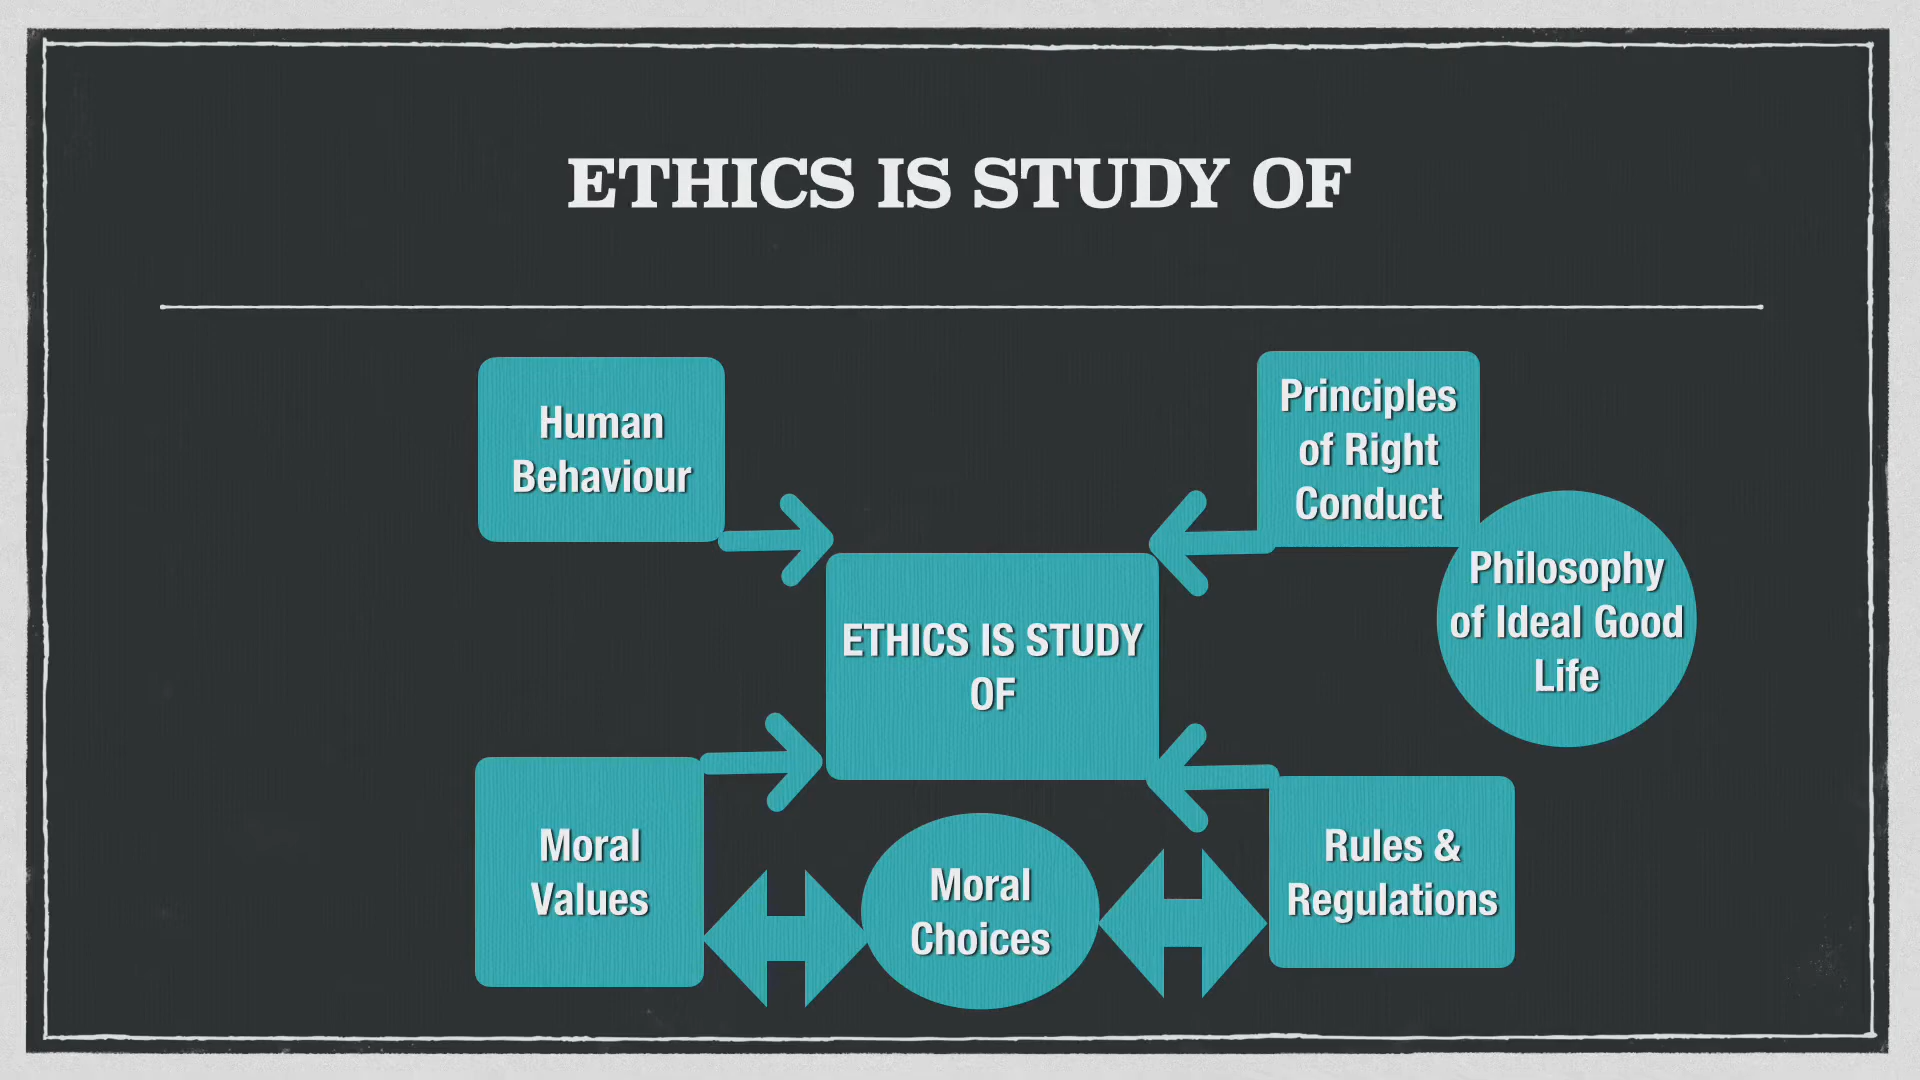 ETHICS IS STUDY OF
Human
Behaviour
Principles
of Right
Conduct
Philosophy
of Ideal Good
Life
ETHICS IS STUDY
OF
Moral
Values
Moral
Choices
Rules &
Regulations